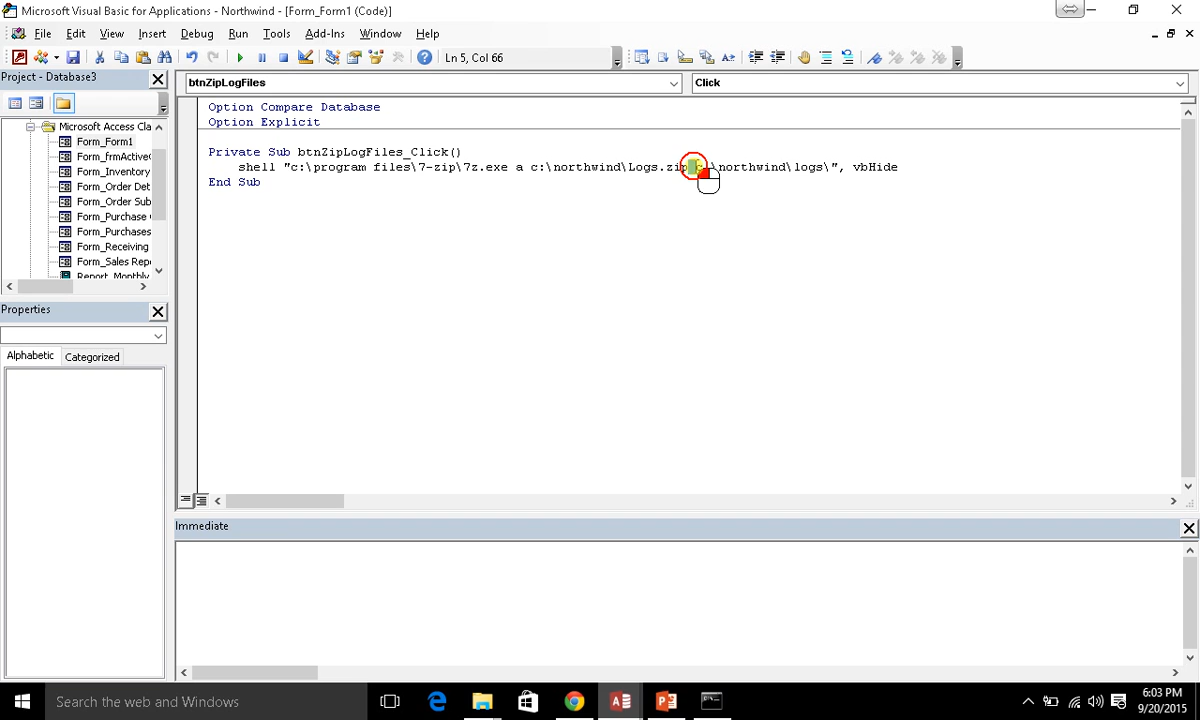 Microsoft Visual Basic for Applications - Northwind - [Form_Form1 (Code)]
File Edit View Insert Format Debug Run Tools Add-Ins Window Help
Ln 5, Col 66
Project - Database3
btnZipLogFiles
Click
Microsoft Access Cla
Form_Form1
Form_frmActive
Form_Inventory
Form_Order Det
Form_Order Sub
Form_Purchase
Form_Purchases
Form_Receiving
Form_Sales Rep
Report_Monthly
Option Compare Database
Option Explicit
Private Sub btnZipLogFiles_Click()
shell "c:\program files\7-zip\7z.exe a c:\northwind\Logs.zip c:\northwind\logs\", vbHide
End Sub
Properties
Alphabetic Categorized
Immediate
Search the web and Windows
6:03 PM
9/20/2015